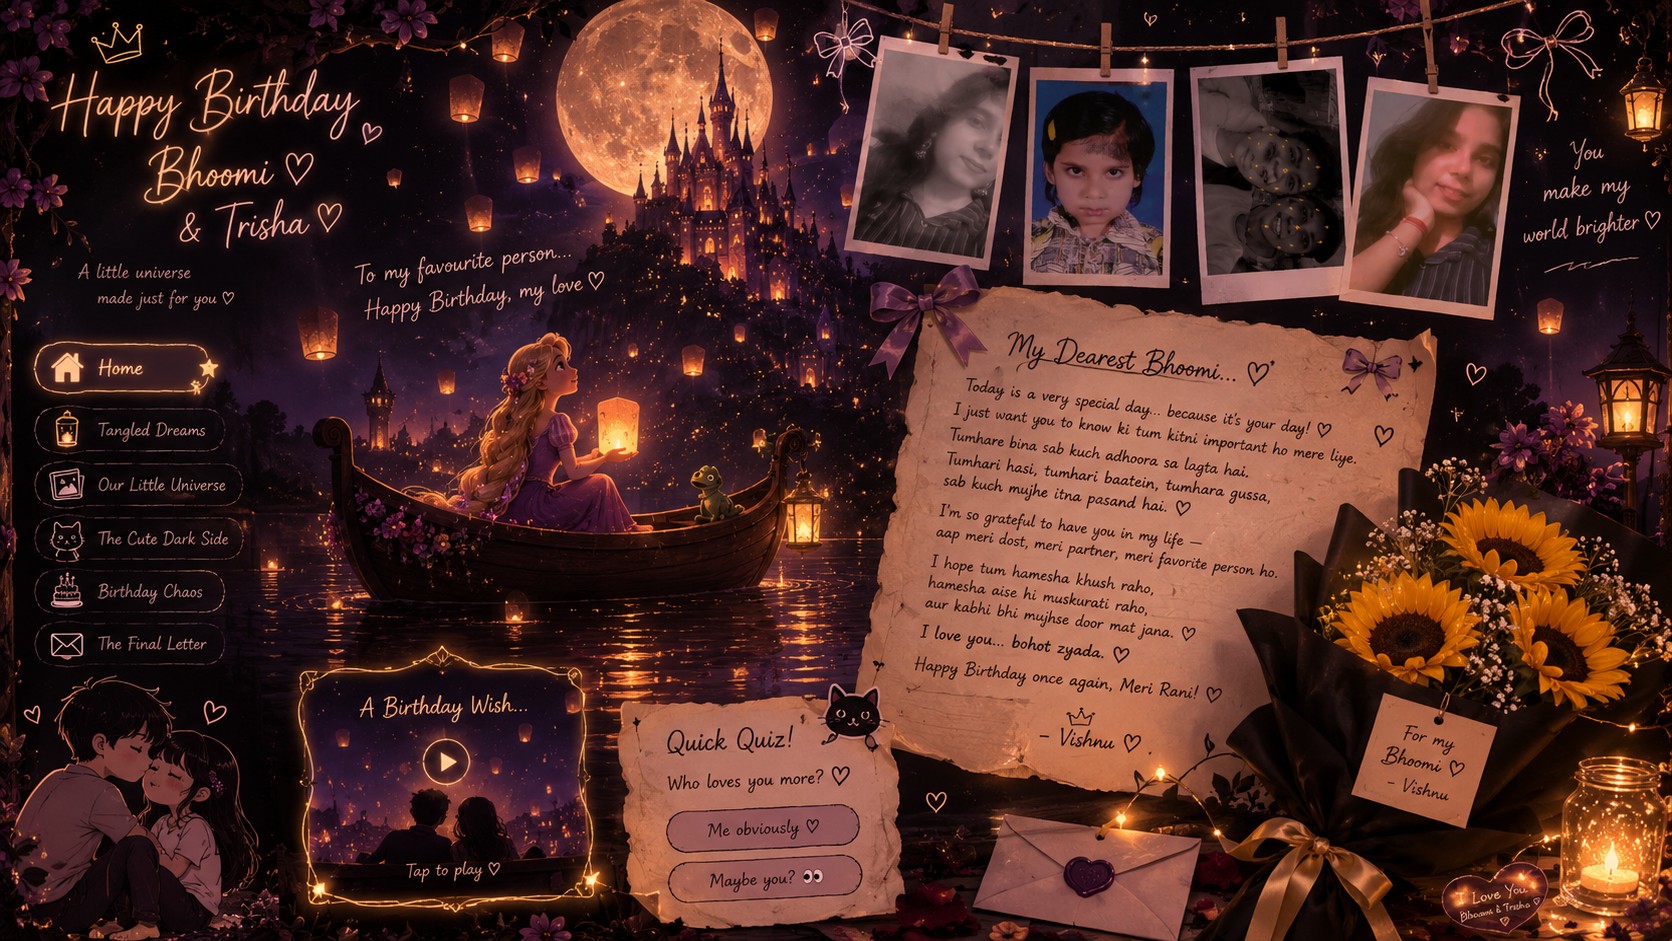 Happy Birthday
Bhoomi ♡
& Trisha ♡
A little universe
made just for you ♡
To my favourite person...
Happy Birthday, my love ♡
Home
Tangled Dreams
Our Little Universe
The Cute Dark Side
Birthday Chaos
The Final Letter
A Birthday Wish...
Tap to play ♡
Quick Quiz!
Who loves you more? ♡
Me obviously ♡
Maybe you? 👀
You
make my
world brighter ♡
My Dearest Bhoomi... ♡
Today is a very special day... because it's your day! ♡
I just want you to know ki tum kitni important ho mere liye.
Tumhare bina sab kuch adhoora sa lagta hai.
Tumhari hasi, tumhari baatein, tumhara gussa,
sab kuch mujhe itna pasand hai. ♡
I'm so grateful to have you in my life —
aap meri dost, meri partner, meri favorite person ho.
I hope tum hamesha khush raho,
hamesha aise hi muskurati raho,
aur kabhi bhi mujhse door mat jana. ♡
I love you... bohot zyada. ♡
Happy Birthday once again, Meri Rani! ♡
- Vishnu ♡
For my
Bhoomi ♡
- Vishnu
I Love You
Bhoomi & Trisha ♡